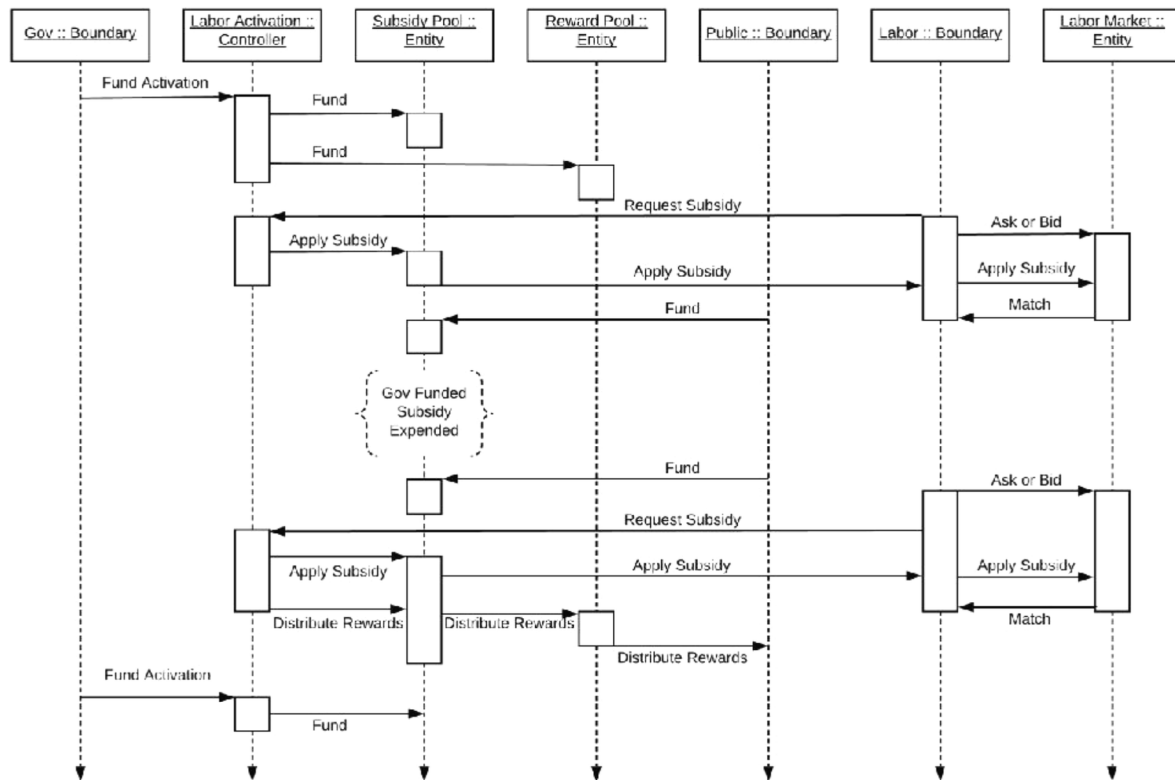 Gov :: Boundary
Labor Activation ::
Controller
Subsidy Pool ::
Entity
Reward Pool ::
Entity
Public :: Boundary
Labor :: Boundary
Labor Market ::
Entity
Fund Activation
Fund
Fund
Request Subsidy
Ask or Bid
Apply Subsidy
Apply Subsidy
Apply Subsidy
Match
Fund
Gov Funded
Subsidy
Expended
Fund
Ask or Bid
Request Subsidy
Apply Subsidy
Apply Subsidy
Apply Subsidy
Distribute Rewards
Distribute Rewards
Match
Distribute Rewards
Fund Activation
Fund